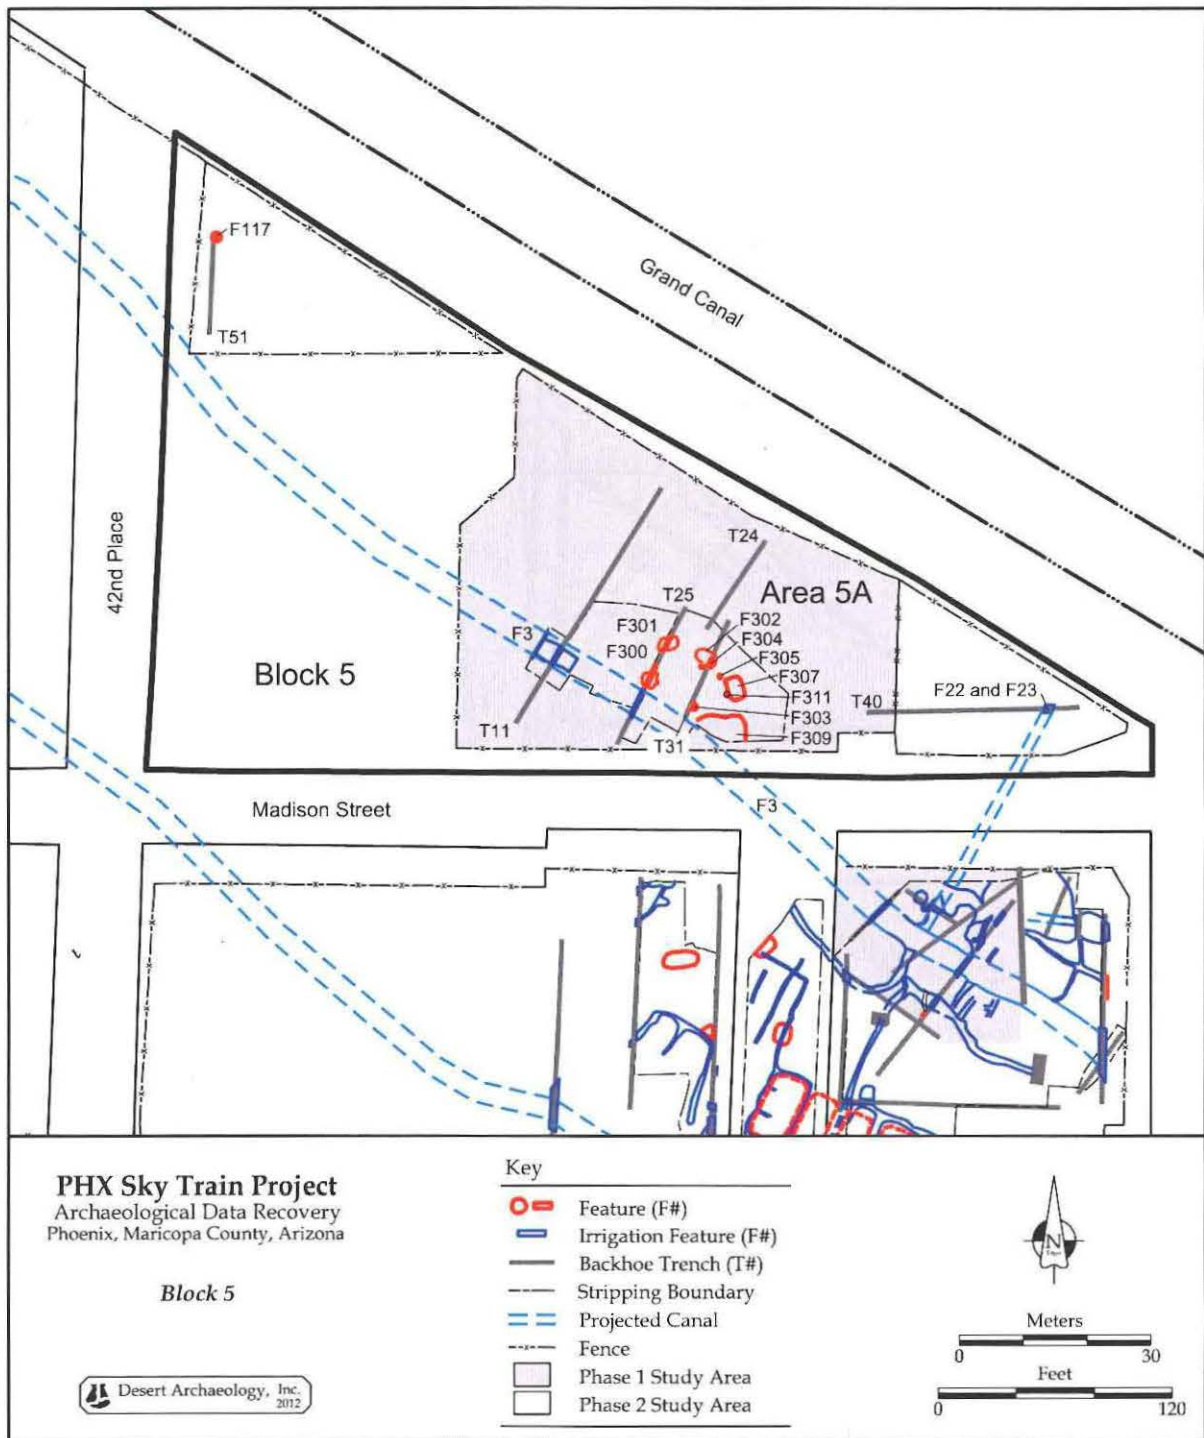 F117
T51
Grand Canal
42nd Place
T24
Area 5A
T25
F302
F301
F304
F3
F305
F300
F307
Block 5
F311
F22 and F23
T40
F303
T11
F309
T31
Madison Street
F3
PHX Sky Train Project
Archaeological Data Recovery
Phoenix, Maricopa County, Arizona
Block 5
Desert Archaeology, Inc.
2012
Key
Feature (F#)
Irrigation Feature (F#)
Backhoe Trench (T#)
Stripping Boundary
Projected Canal
Fence
Phase 1 Study Area
Phase 2 Study Area
N
Meters
0 30
Feet
0 120